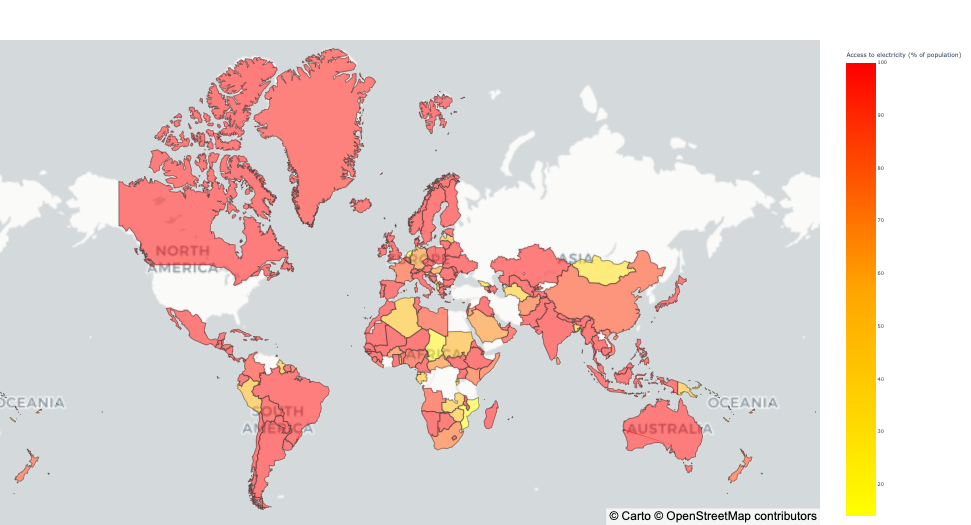 Access to electricity (% of population)
100
90
80
70
60
50
40
30
20
NORTH
AMERICA
ASIA
AFRICA
OCEANIA
OCEANIA
SOUTH
AMERICA
AUSTRALIA
© Carto © OpenStreetMap contributors